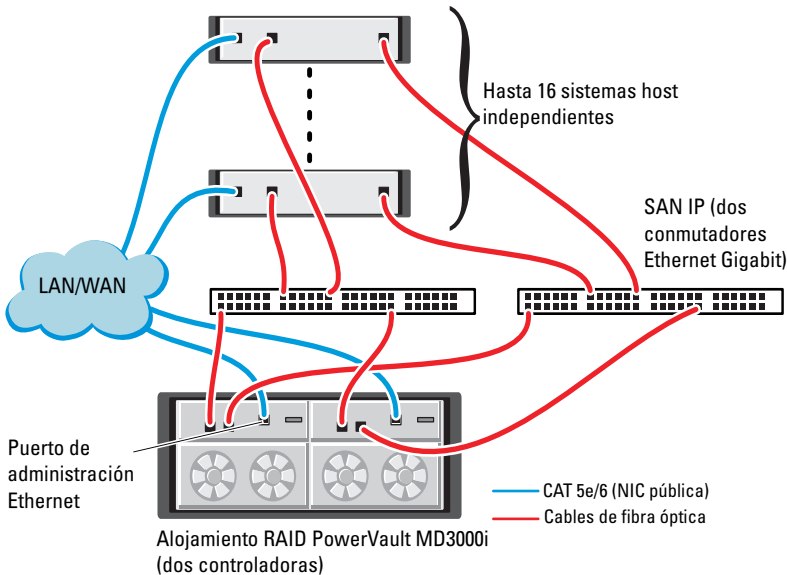 Hasta 16 sistemas host
independientes
SAN IP (dos
conmutadores
Ethernet Gigabit)
LAN/WAN
Puerto de
administración
Ethernet
CAT 5e/6 (NIC pública)
Cables de fibra óptica
Alojamiento RAID PowerVault MD3000i
(dos controladoras)